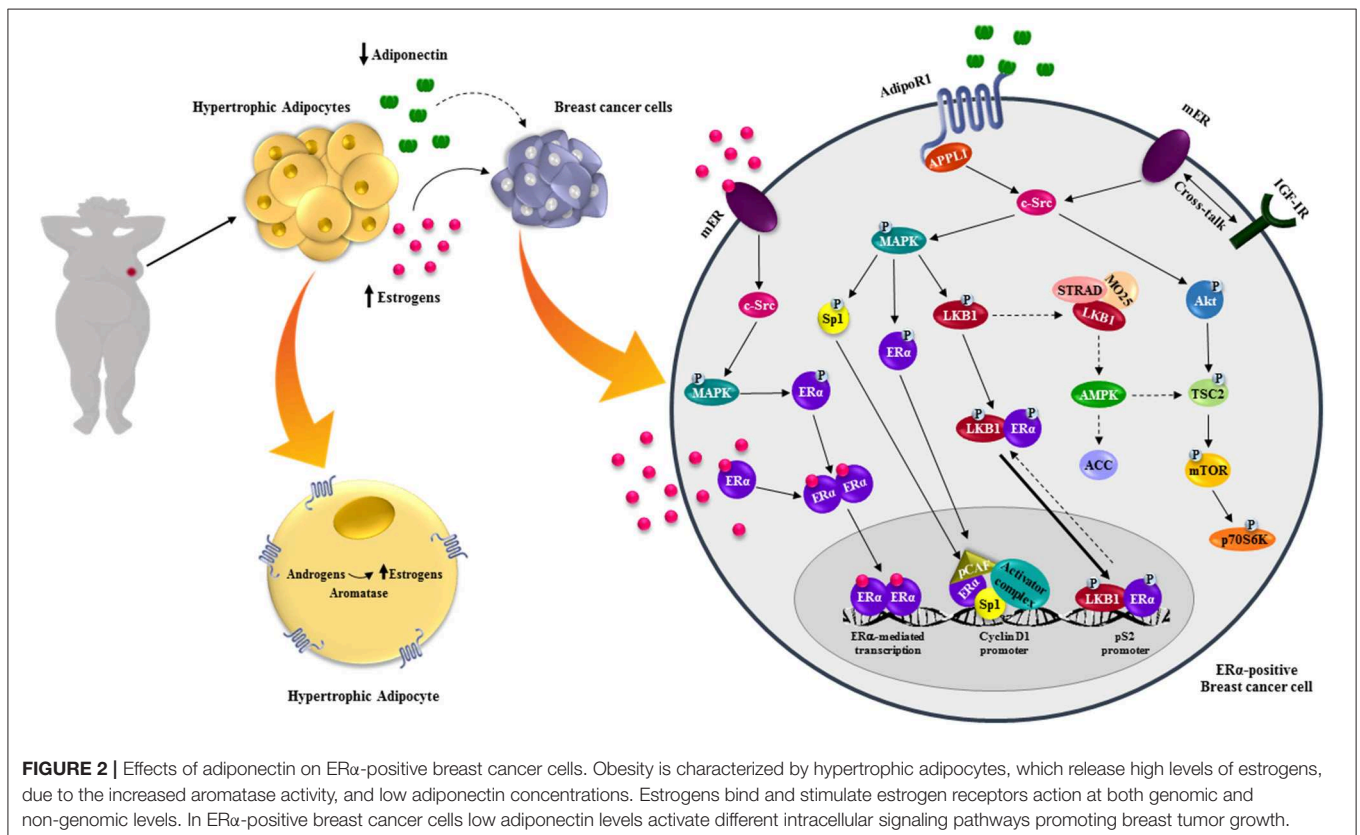 Adiponectin
Hypertrophic Adipocytes
Breast cancer cells
Estrogens
Androgens
Estrogens
Aromatase
Hypertrophic Adipocyte
AdipoR1
APPL1
mER
mER
Cross-talk
IGF-IR
c-Src
c-Src
P
MAPK
P
MAPK
P
Sp1
P
ERα
P
LKB1
STRAD
MO25
LKB1
P
Akt
P
ERα
AMPK
P
TSC2
P
LKB1
P
ERα
ACC
P
mTOR
P
p70S6K
ERα
ERα
ERα
ERα
ERα
pCAF
ERα
Sp1
Activator
complex
P
LKB1
P
ERα
ERα-mediated
transcription
CyclinD1
promoter
pS2
promoter
ERα-positive
Breast cancer cell
FIGURE 2 | Effects of adiponectin on ERα-positive breast cancer cells. Obesity is characterized by hypertrophic adipocytes, which release high levels of estrogens,
due to the increased aromatase activity, and low adiponectin concentrations. Estrogens bind and stimulate estrogen receptors action at both genomic and
non-genomic levels. In ERα-positive breast cancer cells low adiponectin levels activate different intracellular signaling pathways promoting breast tumor growth.